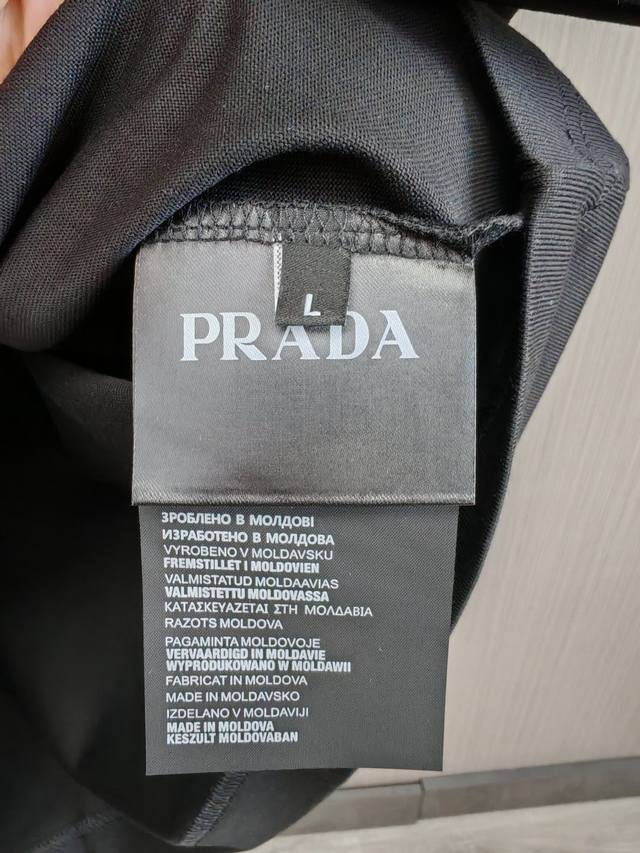 L
PRADA
ЗРОБЛЕНО В МОЛДОВІ
ИЗРАБОТЕНО В МОЛДОВА
VYROBENO V MOLDAVSKU
FREMSTILLET I MOLDOVIEN
VALMISTATUD MOLDAAVIAS
VALMISTETTU MOLDOVASSA
ΚΑΤΑΣΚΕΥΑΖΕΤΑΙ ΣΤΗ ΜΟΛΔΑΒΙΑ
RAZOTS MOLDOVA
PAGAMINTA MOLDOVOJE
VERVAARDIGD IN MOLDAVIE
WYPRODUKOWANO W MOLDAWII
FABRICAT IN MOLDOVA
MADE IN MOLDAVSKO
IZDELANO V MOLDAVIJI
MADE IN MOLDOVA
KESZULT MOLDOVABAN